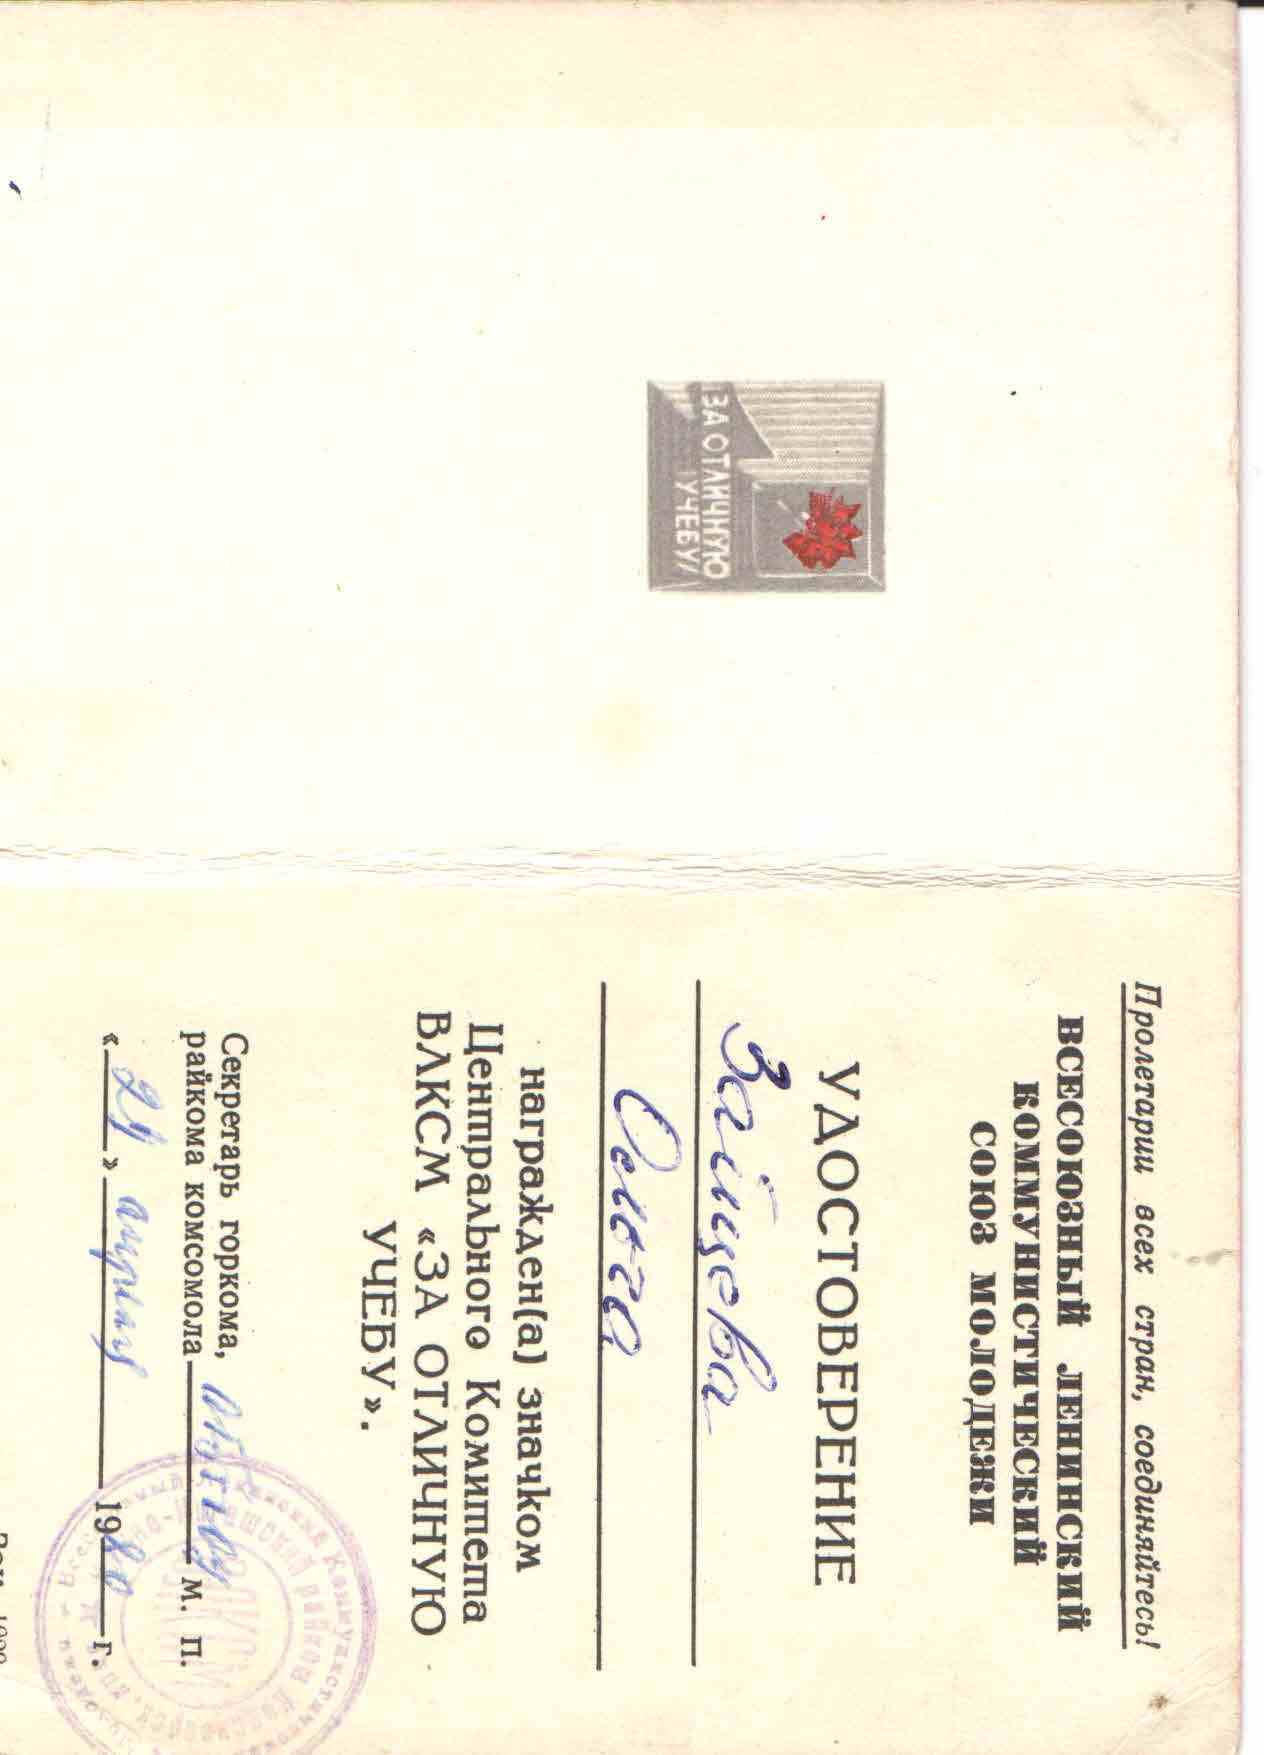 ЗА ОТЛИЧНУЮ
УЧЕБУ
Пролетарии всех стран, соединяйтесь!
ВСЕСОЮЗНЫЙ ЛЕНИНСКИЙ
КОММУНИСТИЧЕСКИЙ
СОЮЗ МОЛОДЕЖИ
УДОСТОВЕРЕНИЕ
Зайцева
Ольга
награжден(а) значком
Центрального Комитета
ВЛКСМ «ЗА ОТЛИЧНУЮ
УЧЕБУ».
Секретарь горкома,
райкома комсомола м. п.
«24» апреля 1980 г.